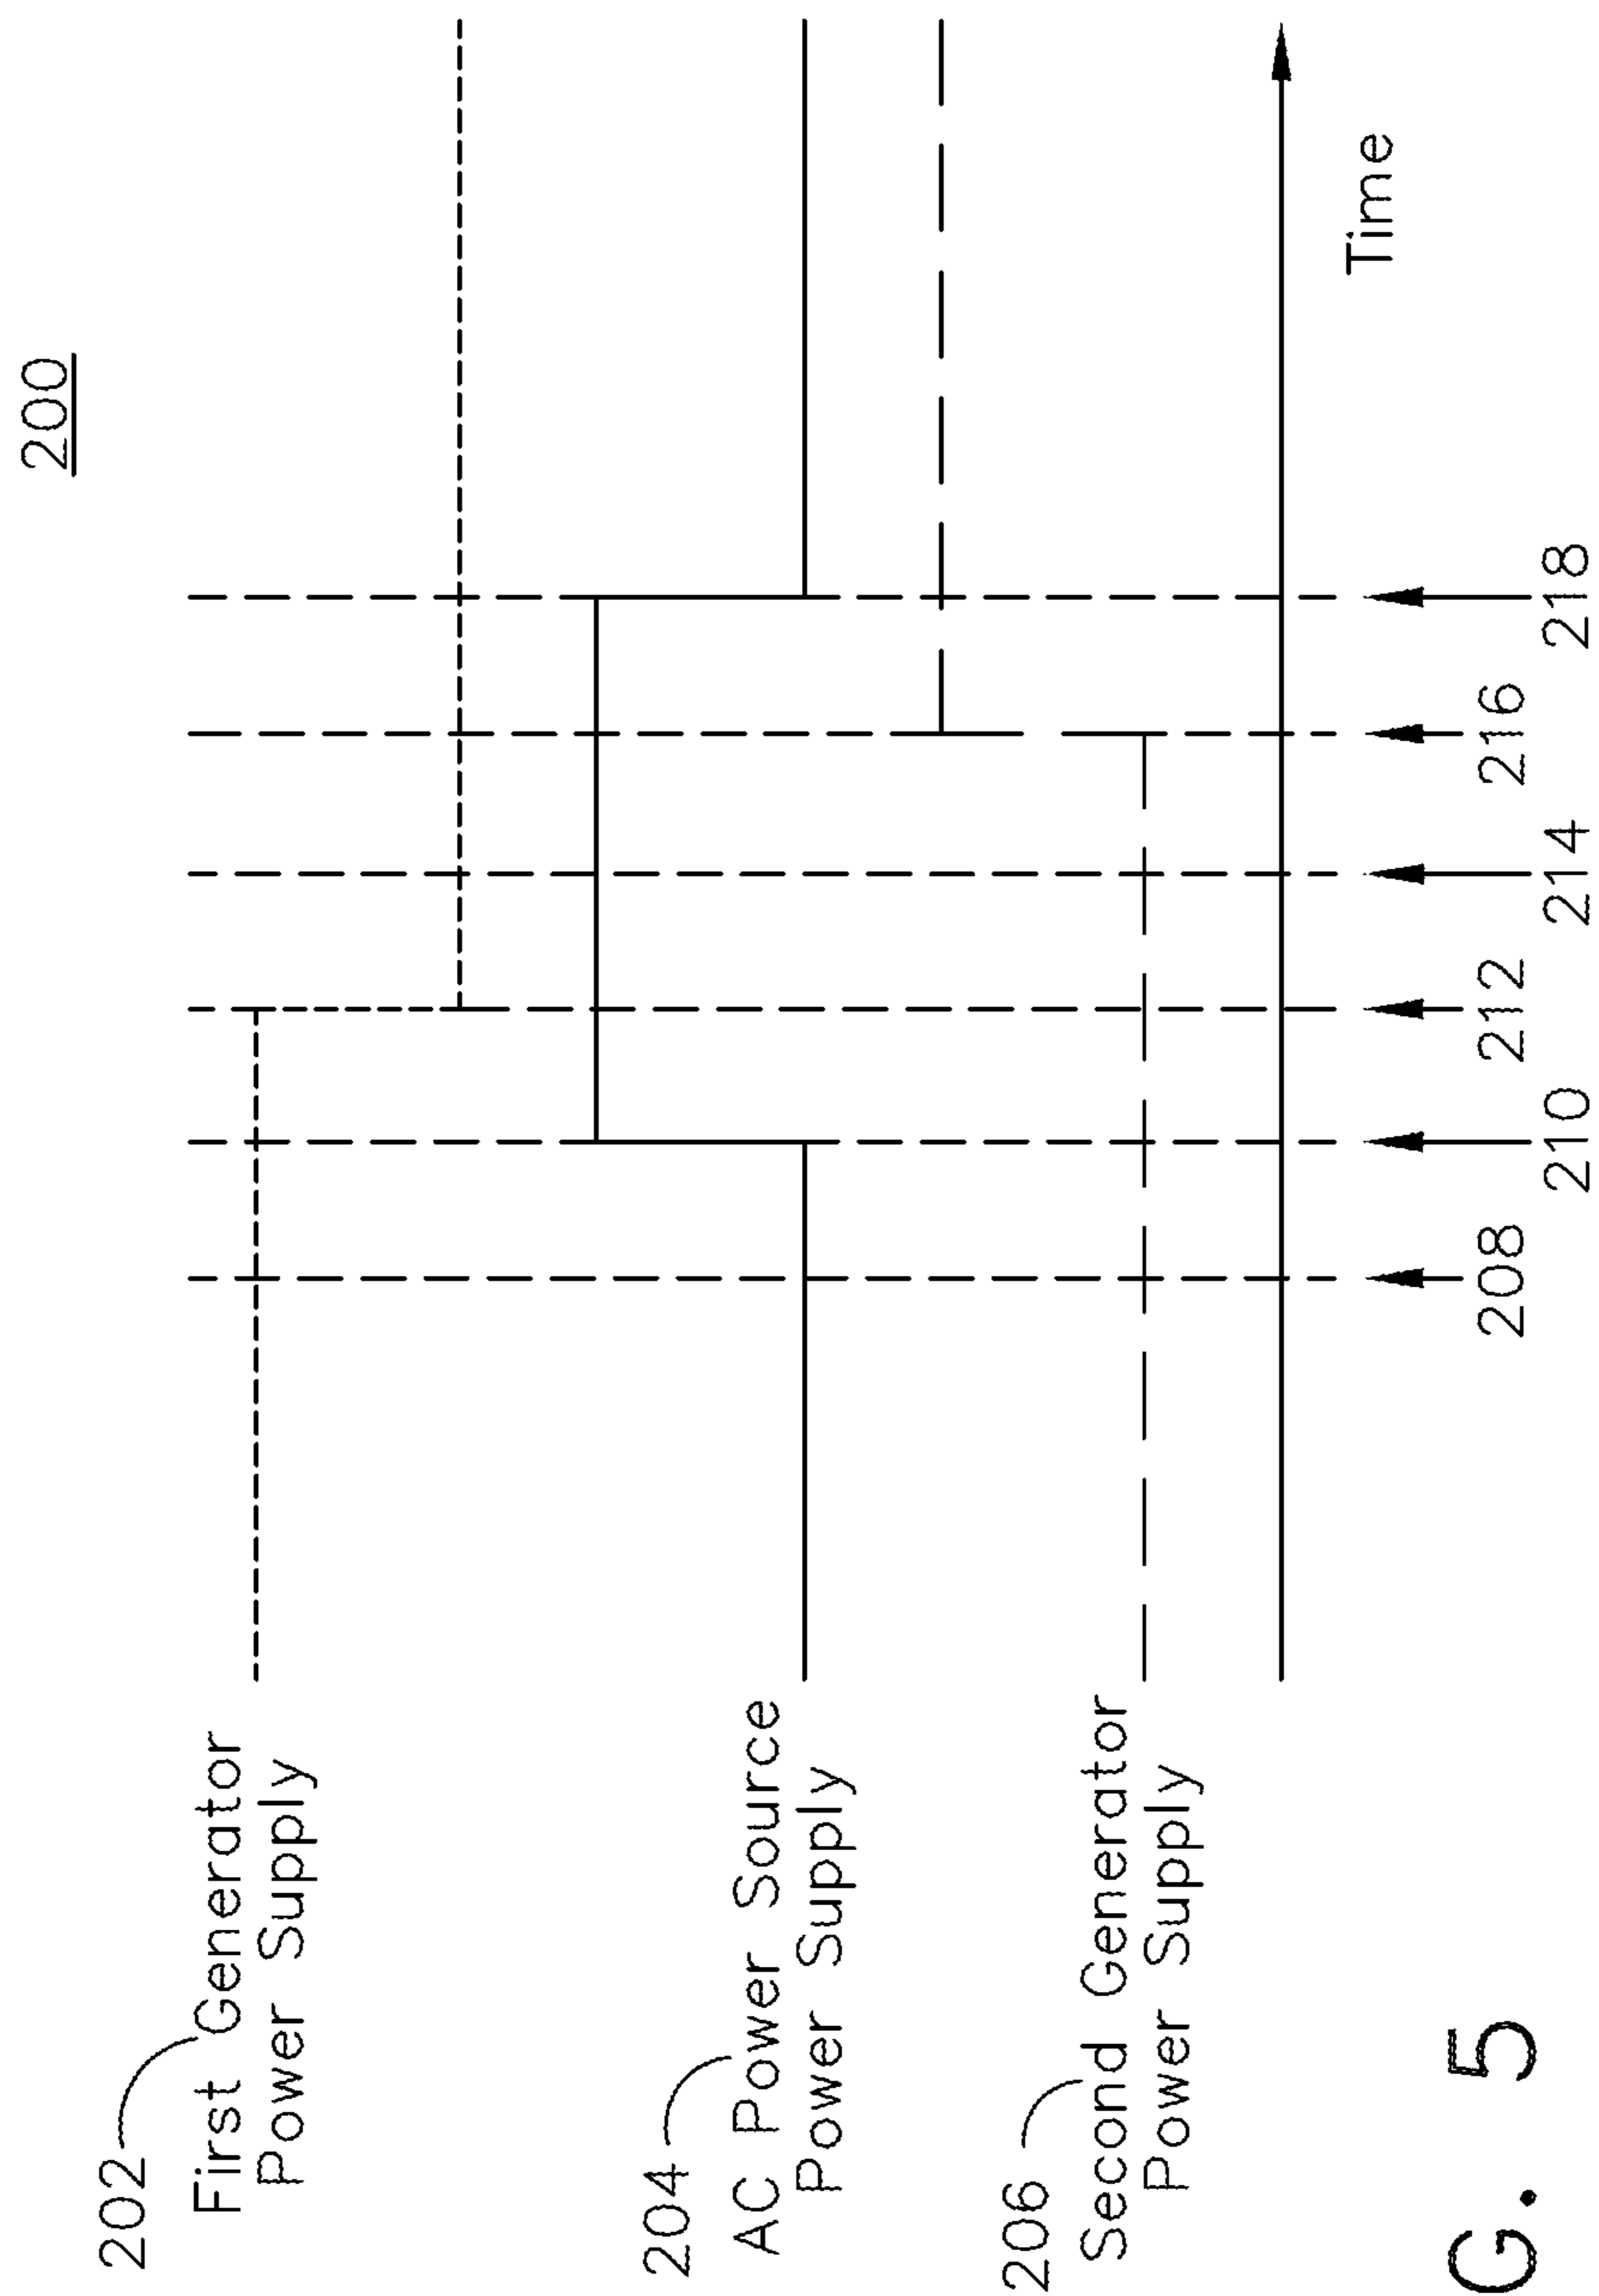 200
202
First Generator
Power Supply
204
AC Power Source
Power Supply
206
Second Generator
Power Supply
Time
208
210
212
214
216
218
G. 5